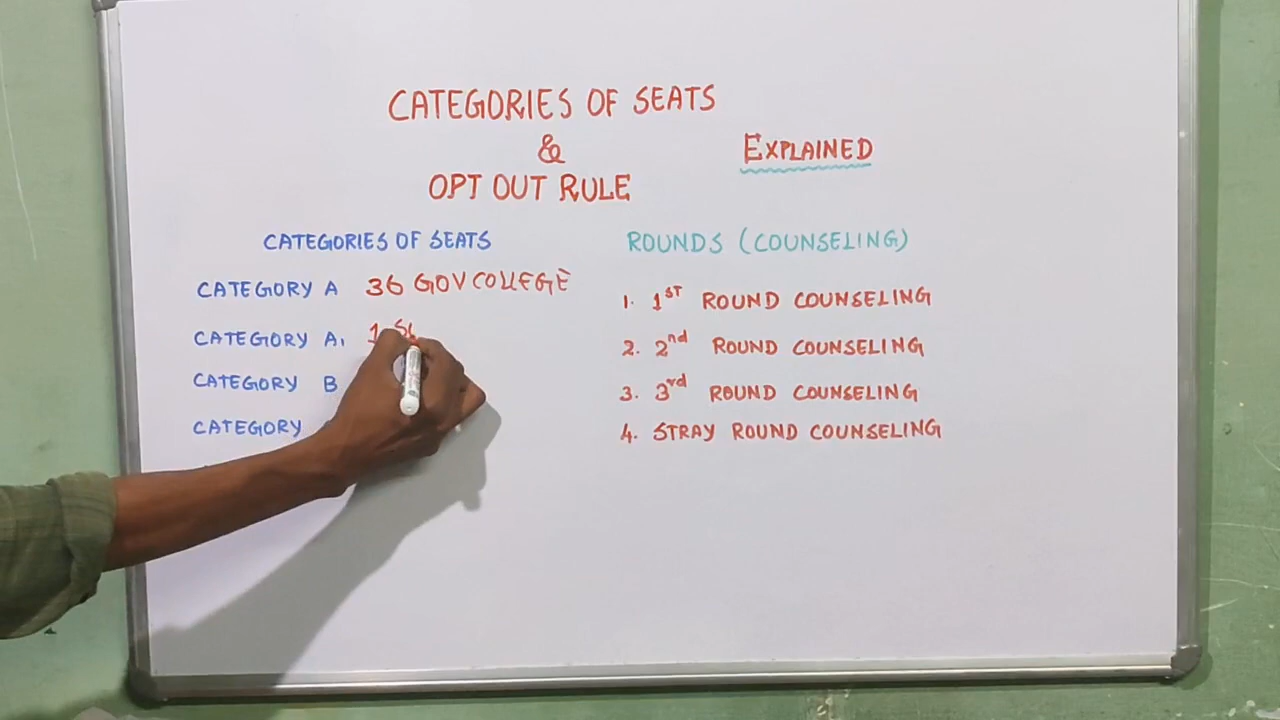 CATEGORIES OF SEATS
&
OPT OUT RULE
EXPLAINED
CATEGORIES OF SEATS
CATEGORY A 36 GOV COLLEGE
CATEGORY A1 1
CATEGORY B
CATEGORY
ROUNDS (COUNSELING)
1. 1ST ROUND COUNSELING
2. 2nd ROUND COUNSELING
3. 3rd ROUND COUNSELING
4. STRAY ROUND COUNSELING